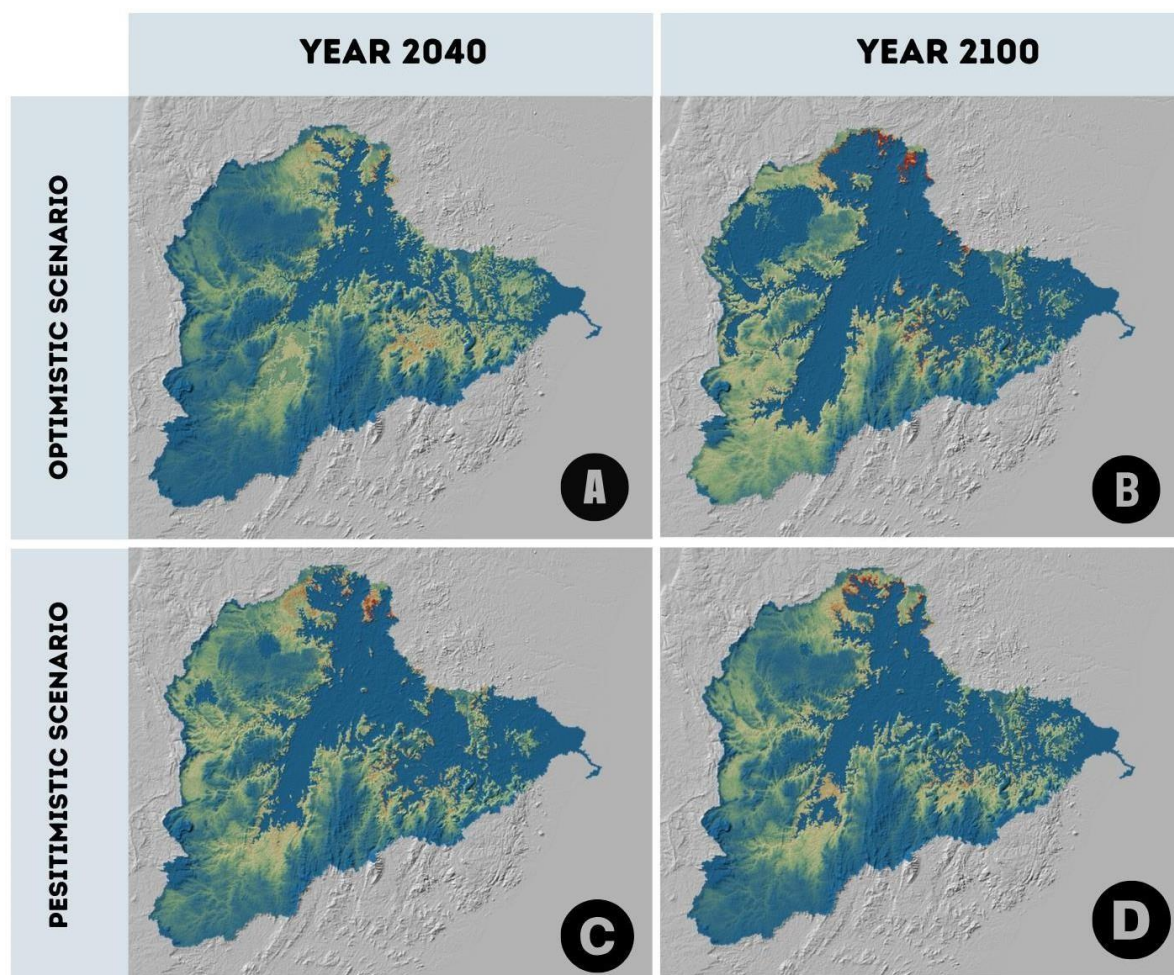 YEAR 2040
YEAR 2100
OPTIMISTIC SCENARIO
A
B
PESITIMISTIC SCENARIO
C
D